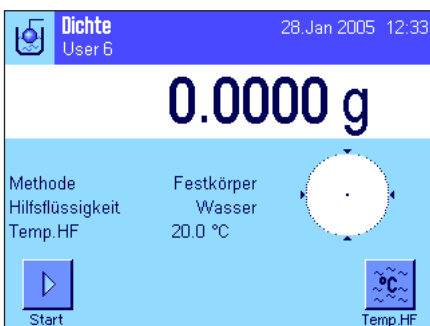 Dichte 28.Jan 2005 12:33
User 6
0.0000 g
Methode Festkörper
Hilfsflüssigkeit Wasser
Temp.HF 20.0 °C
°C
Start Temp.HF